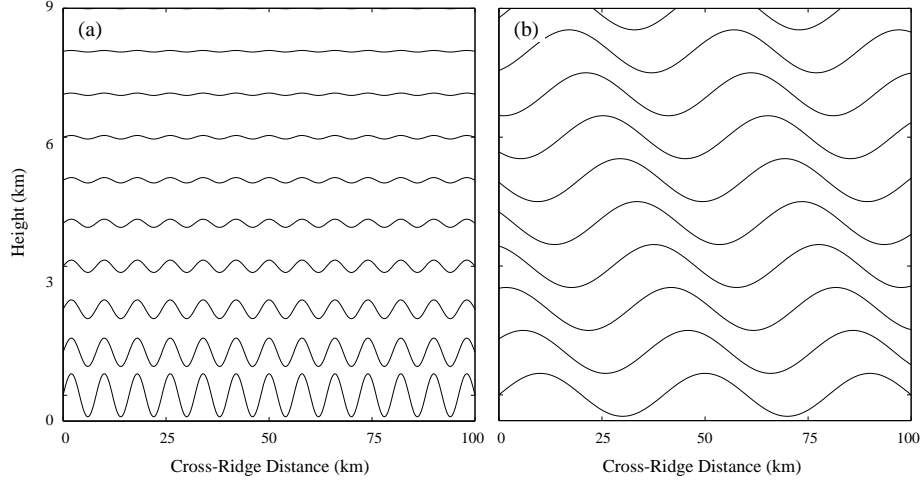 (a)
(b)
9
6
3
0
Height (km)
0 25 50 75 100
0 25 50 75 100
Cross-Ridge Distance (km)
Cross-Ridge Distance (km)